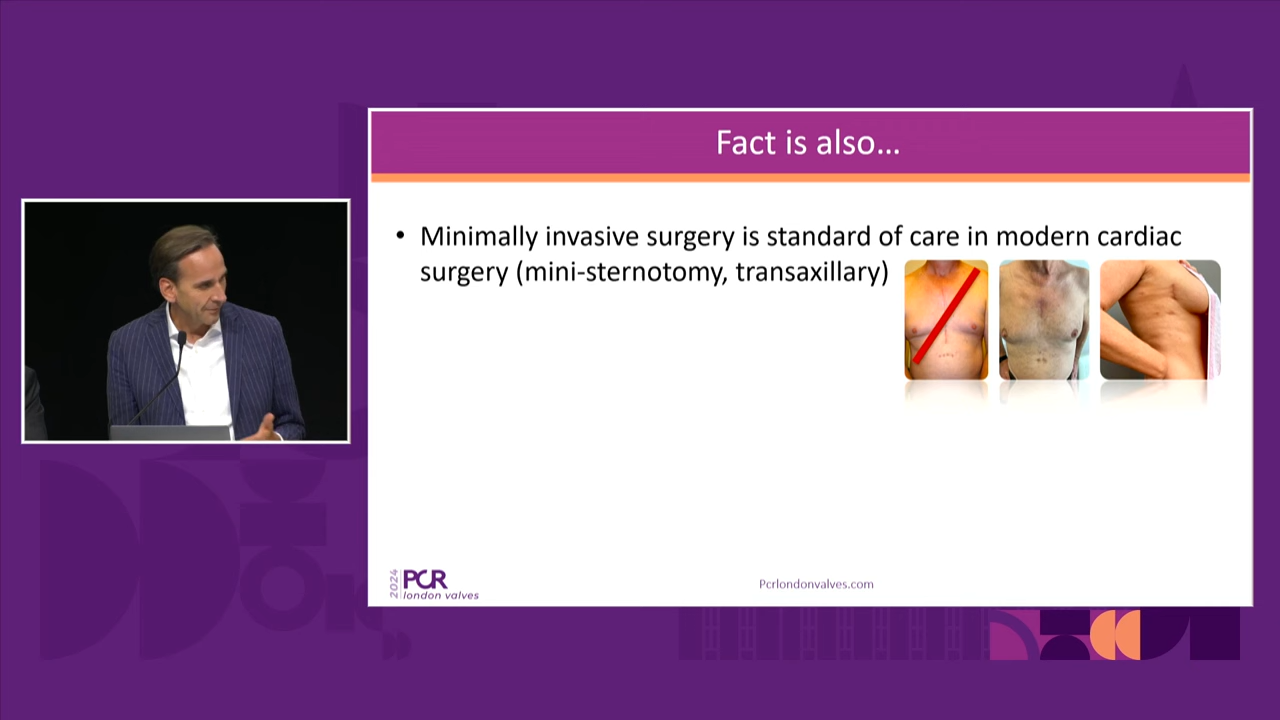 Fact is also...
• Minimally invasive surgery is standard of care in modern cardiac
surgery (mini-sternotomy, transaxillary)
2024
PCR
london valves
Pcrlondonvalves.com